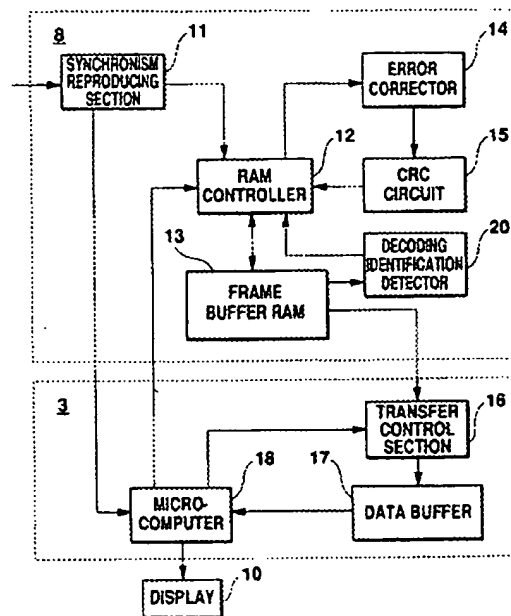 8
11
SYNCHRONISM
REPRODUCING
SECTION
14
ERROR
CORRECTOR
12
RAM
CONTROLLER
15
CRC
CIRCUIT
13
FRAME
BUFFER RAM
20
DECODING
IDENTIFICATION
DETECTOR
3
16
TRANSFER
CONTROL
SECTION
18
MICRO-
COMPUTER
17
DATA BUFFER
DISPLAY
10